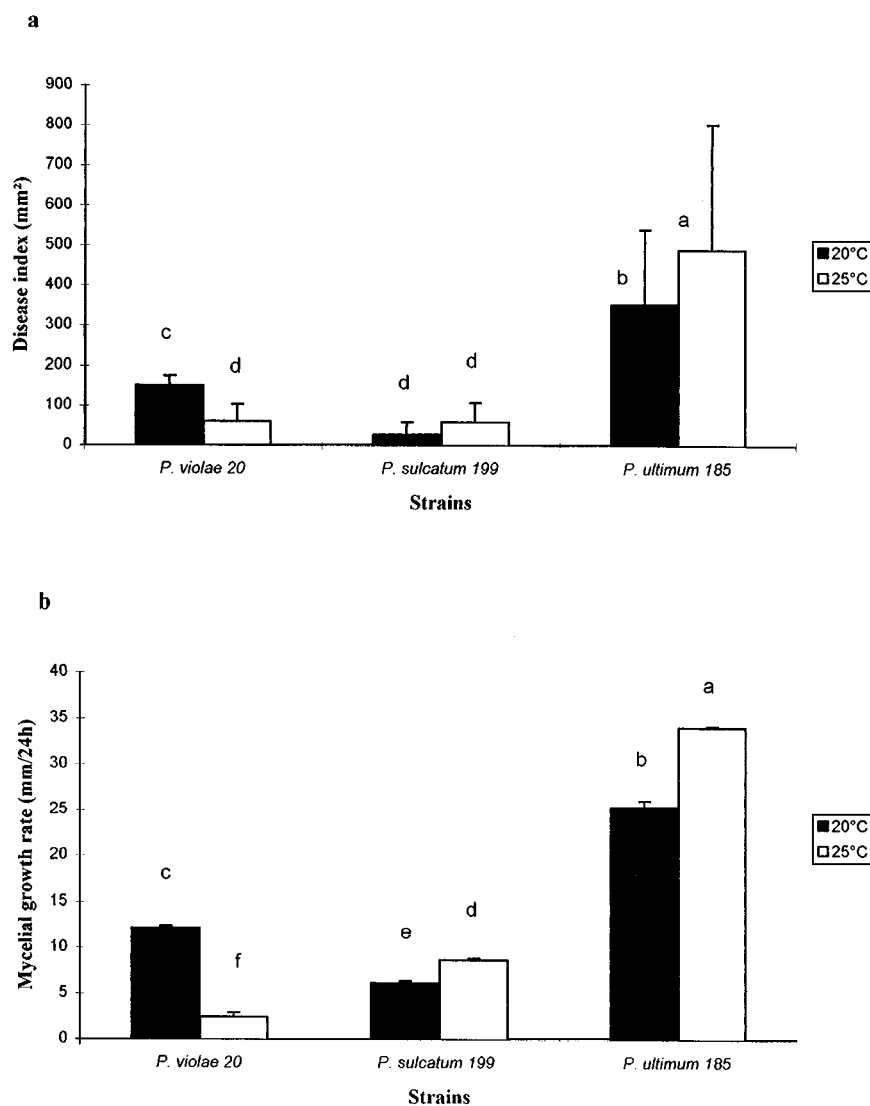 a
900
800
700
600
500
400
300
200
100
0
Disease index (mm²)
c
d
d
d
b
a
20°C
25°C
P. violae 20
P. sulcatum 199
P. ultimum 185
Strains
b
40
35
30
25
20
15
10
5
0
Mycelial growth rate (mm/24h)
c
f
e
d
b
a
20°C
25°C
P. violae 20
P. sulcatum 199
P. ultimum 185
Strains